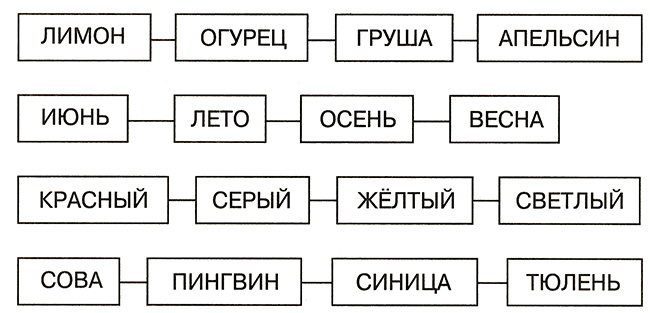 ЛИМОН ОГУРЕЦ ГРУША АПЕЛЬСИН
ИЮНЬ ЛЕТО ОСЕНЬ ВЕСНА
КРАСНЫЙ СЕРЫЙ ЖЁЛТЫЙ СВЕТЛЫЙ
СОВА ПИНГВИН СИНИЦА ТЮЛЕНЬ